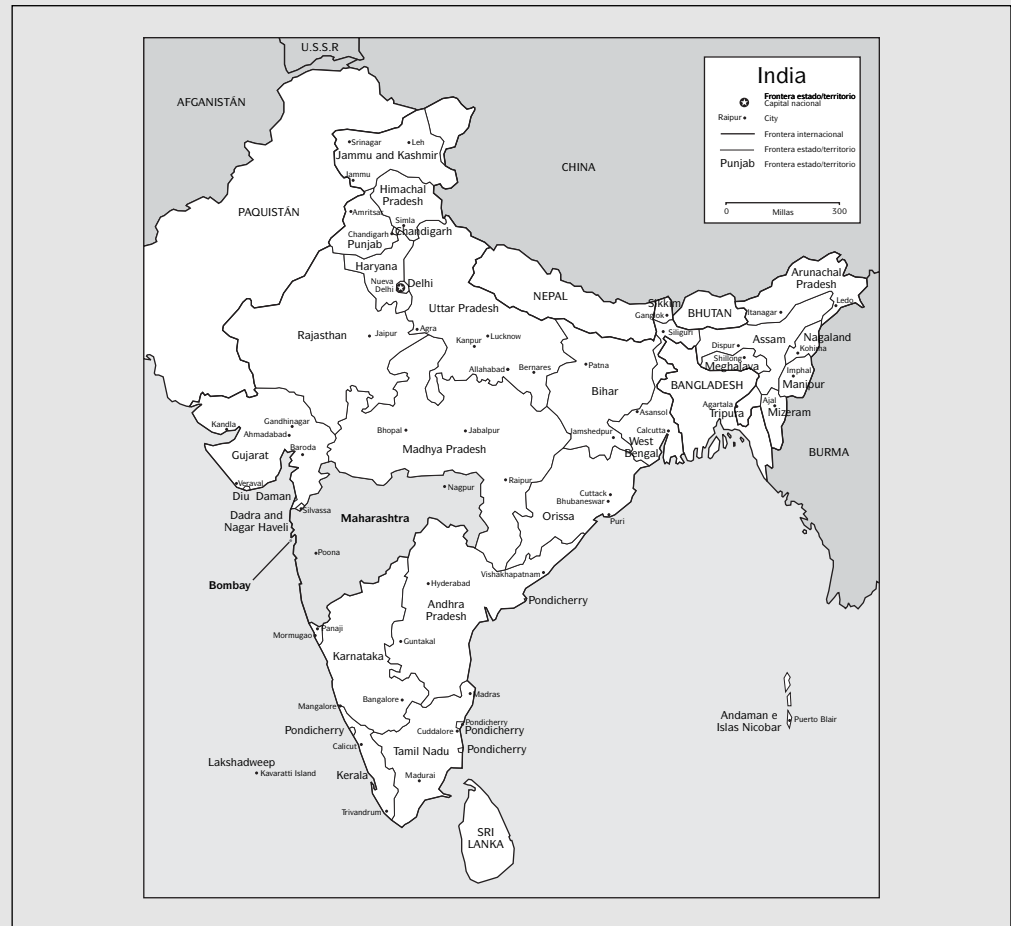 U.S.S.R
AFGANISTÁN
India
Frontera estado/territorio
Capital nacional
Raipur
City
Frontera internacional
Frontera estado/territorio
Punjab
Frontera estado/territorio
0
Millas
300
CHINA
Srinagar
Leh
Jammu and Kashmir
Jammu
Himachal
Pradesh
PAQUISTÁN
Amritsar
Simla
Chandigarh
Chandigarh
Punjab
Haryana
Nueva
Delhi
Delhi
Uttar Pradesh
NEPAL
Sikkim
Gangtok
BHUTAN
Arunachal
Pradesh
Itanagar
Ledo
Rajasthan
Jaipur
Agra
Kanpur
Lucknow
Siliguri
Dispur
Assam
Nagaland
Kohima
Shillong
Meghalaya
Allahabad
Bernares
Patna
Imphal
Manipur
Bihar
BANGLADESH
Agartala
Tripura
Ajal
Mizeram
Kandla
Gandhinagar
Ahmadabad
Baroda
Bhopal
Jabalpur
Madhya Pradesh
Asansol
Jamshedpur
Calcutta
West
Bengal
BURMA
Gujarat
Veraval
Diu Daman
Dadra and
Nagar Haveli
Silvassa
Nagpur
Raipur
Maharashtra
Cuttack
Bhubaneswar
Orissa
Puri
Poona
Bombay
Vishakhapatnam
Hyderabad
Pondicherry
Andhra
Pradesh
Panaji
Mormugao
Guntakal
Karnataka
Bangalore
Madras
Mangalore
Andaman e
Islas Nicobar
Puerto Blair
Pondicherry
Cuddalore
Pondicherry
Pondicherry
Calicut
Tamil Nadu
Pondicherry
Lakshadweep
Kavaratti Island
Kerala
Madurai
Trivandrum
SRI
LANKA